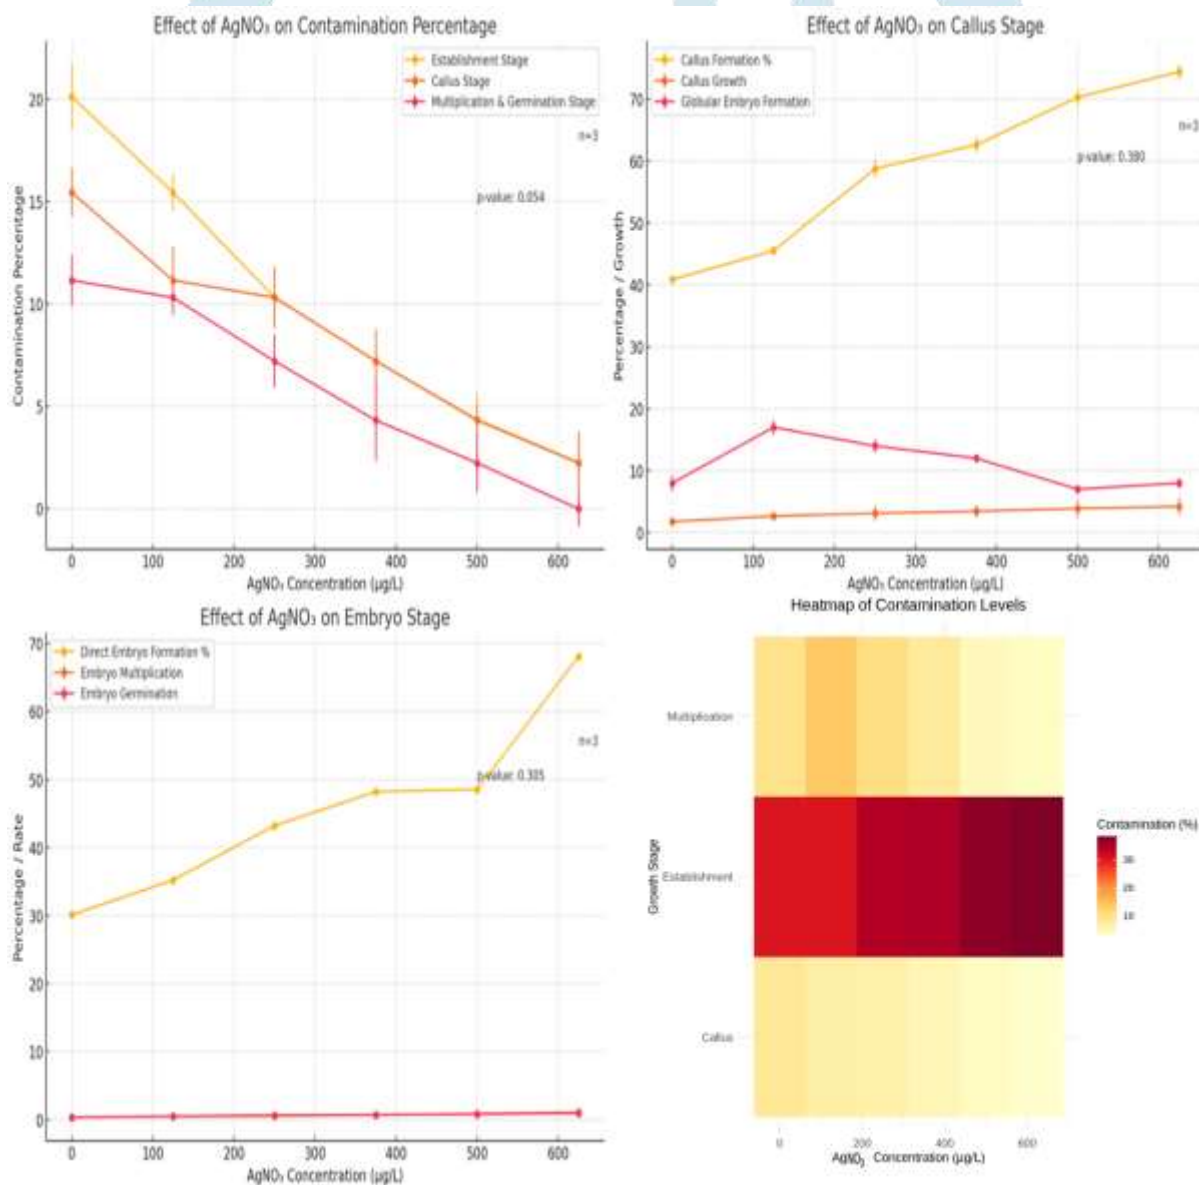 Effect of AgNO₃ on Contamination Percentage
Establishment Stage
Callus Stage
Multiplication & Germination Stage
n=3
p-value: 0.054
Contamination Percentage
20
15
10
5
0
0 100 200 300 400 500 600
AgNO₃ Concentration (µg/L)
Effect of AgNO₃ on Callus Stage
Callus Formation %
Callus Growth
Globular Embryo Formation
n=3
p-value: 0.380
Percentage / Growth
70
60
50
40
30
20
10
0
0 100 200 300 400 500 600
AgNO₃ Concentration (µg/L)
Effect of AgNO₃ on Embryo Stage
Direct Embryo Formation %
Embryo Multiplication
Embryo Germination
n=3
p-value: 0.305
Percentage / Rate
70
60
50
40
30
20
10
0
0 100 200 300 400 500 600
AgNO₃ Concentration (µg/L)
Heatmap of Contamination Levels
Growth Stage
Multiplication
Establishment
Callus
0 200 400 600
AgNO₃ Concentration (µg/L)
Contamination (%)
30
20
10